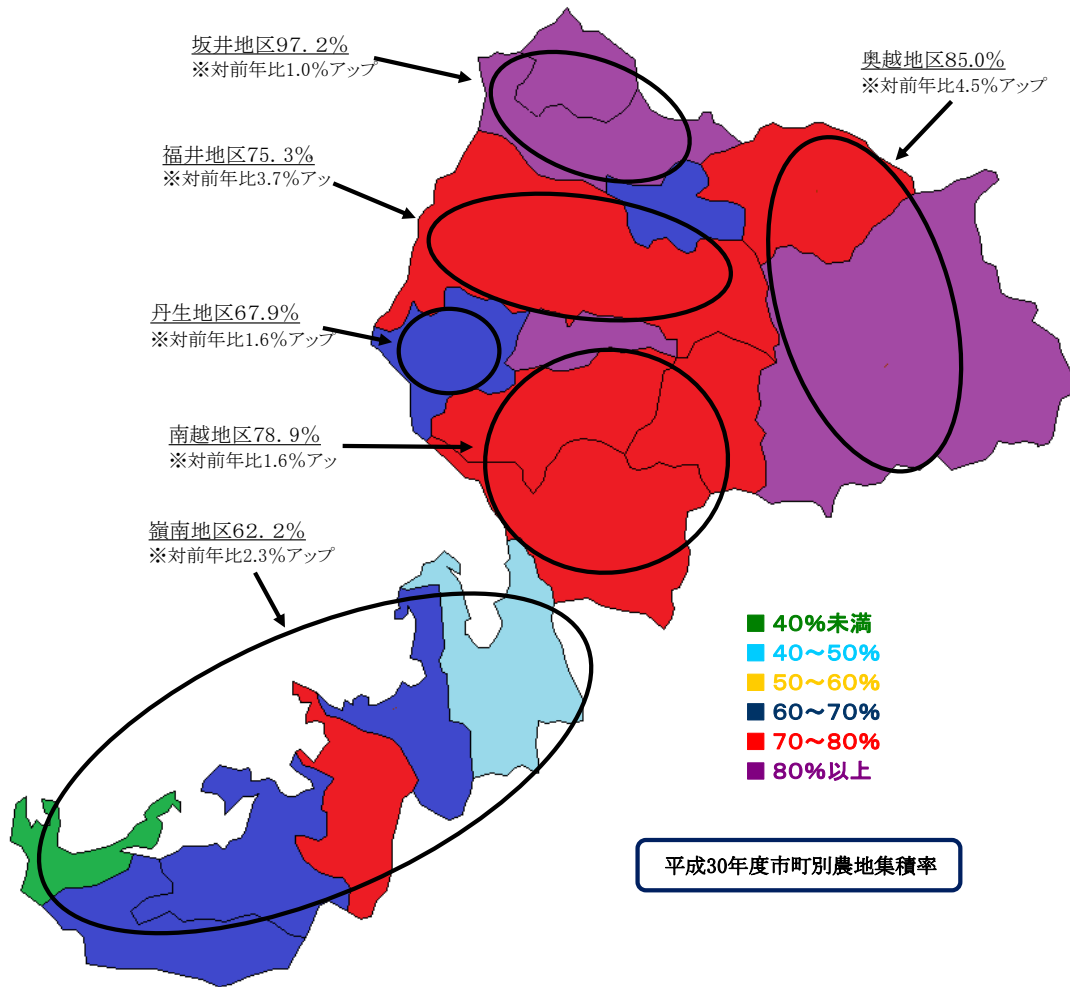 坂井地区97.2%
※対前年比1.0%アップ
奥越地区85.0%
※対前年比4.5%アップ
福井地区75.3%
※対前年比3.7%アッ
丹生地区67.9%
※対前年比1.6%アップ
南越地区78.9%
※対前年比1.6%アッ
嶺南地区62.2%
※対前年比2.3%アップ
■ 40%未満
■ 40～50%
■ 50～60%
■ 60～70%
■ 70～80%
■ 80%以上
平成30年度市町別農地集積率